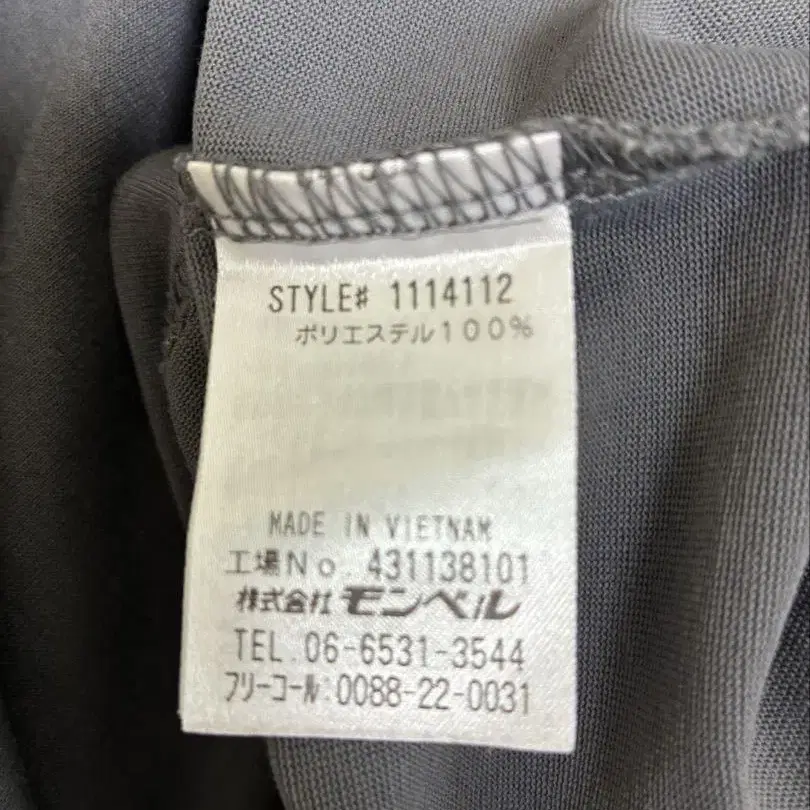 STYLE# 1114112
ポリエステル100%
MADE IN VIETNAM
工場No. 431138101
株式会社 モンベル
TEL.06-6531-3544
フリーコール:0088-22-0031